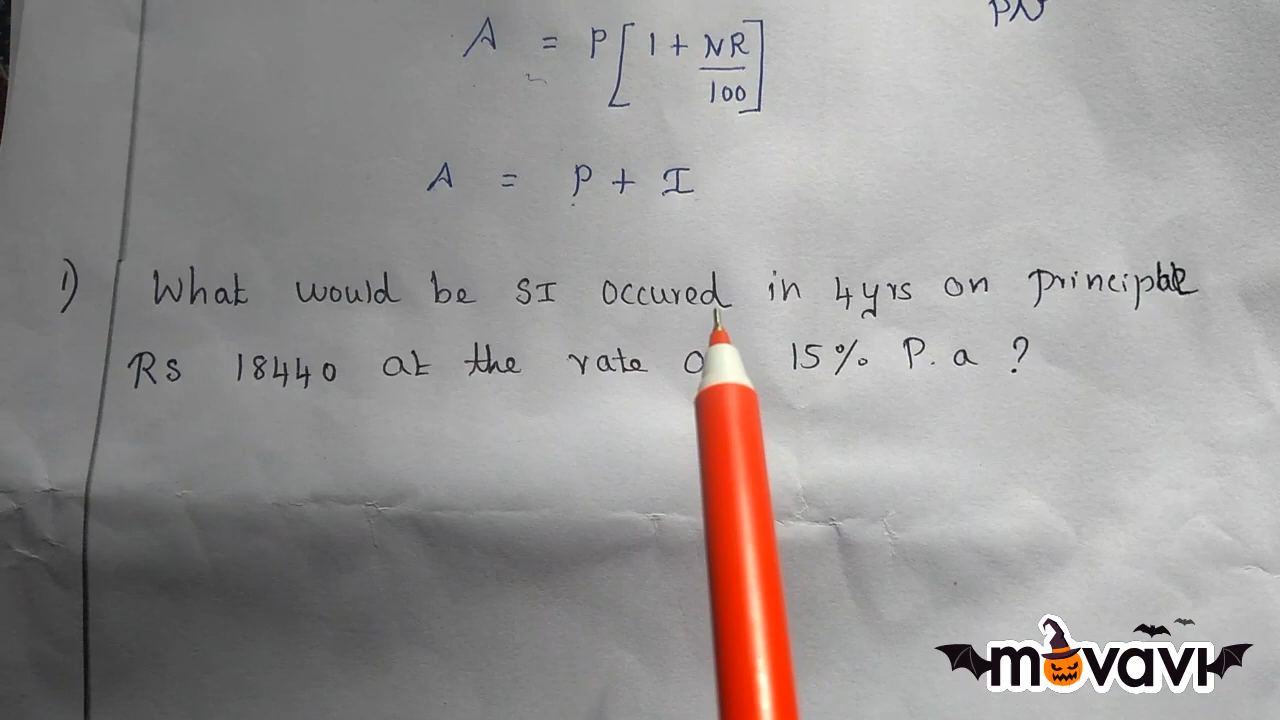 PN
A = P[1 + NR/100]
A = P + I
1) What would be SI occured in 4yrs on principle
Rs 18440 at the rate 15% P.a ?
movavi